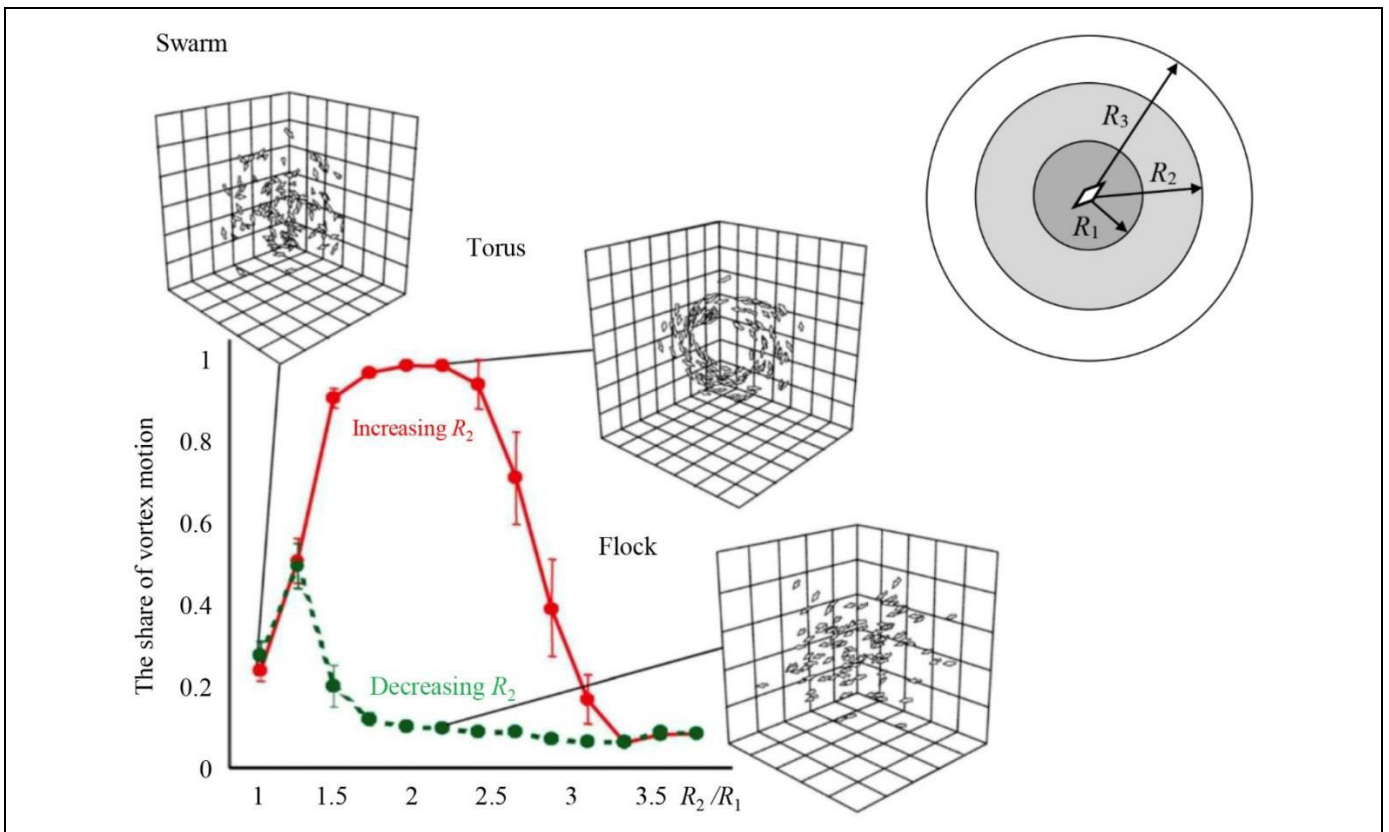 Swarm
R3
R2
R1
Torus
Increasing R2
Flock
Decreasing R2
The share of vortex motion
1
0.8
0.6
0.4
0.2
0
1 1.5 2 2.5 3 3.5 R2 /R1